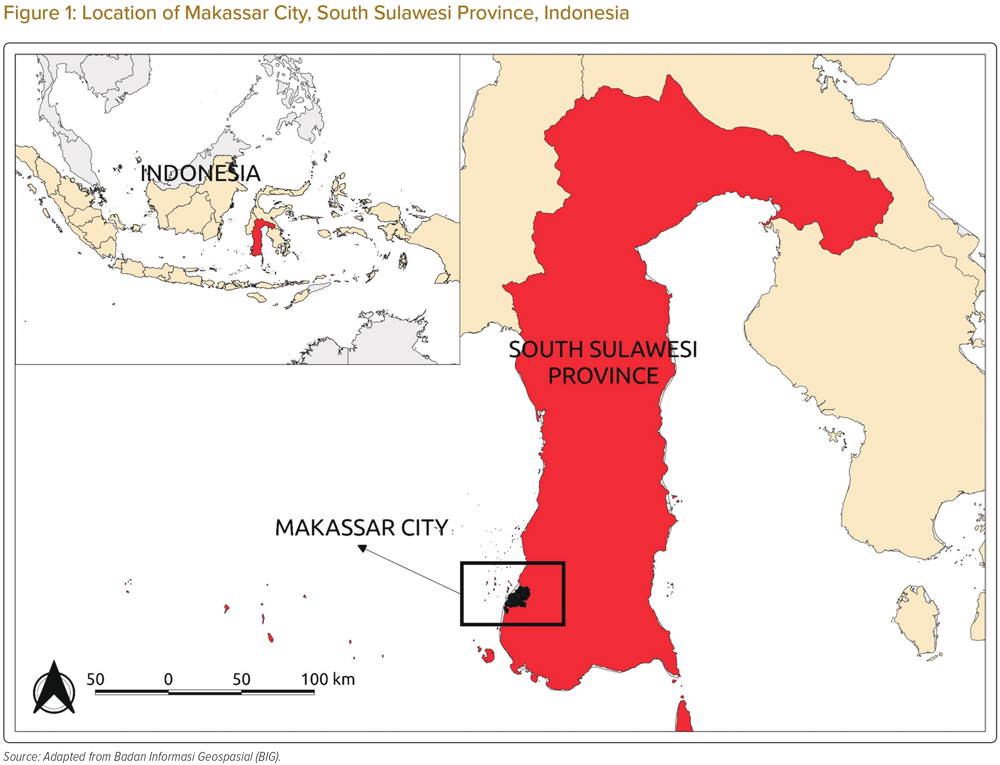 Figure 1: Location of Makassar City, South Sulawesi Province, Indonesia
INDONESIA
SOUTH SULAWESI
PROVINCE
MAKASSAR CITY
50 0 50 100 km
Source: Adapted from Badan Informasi Geospasial (BIG).